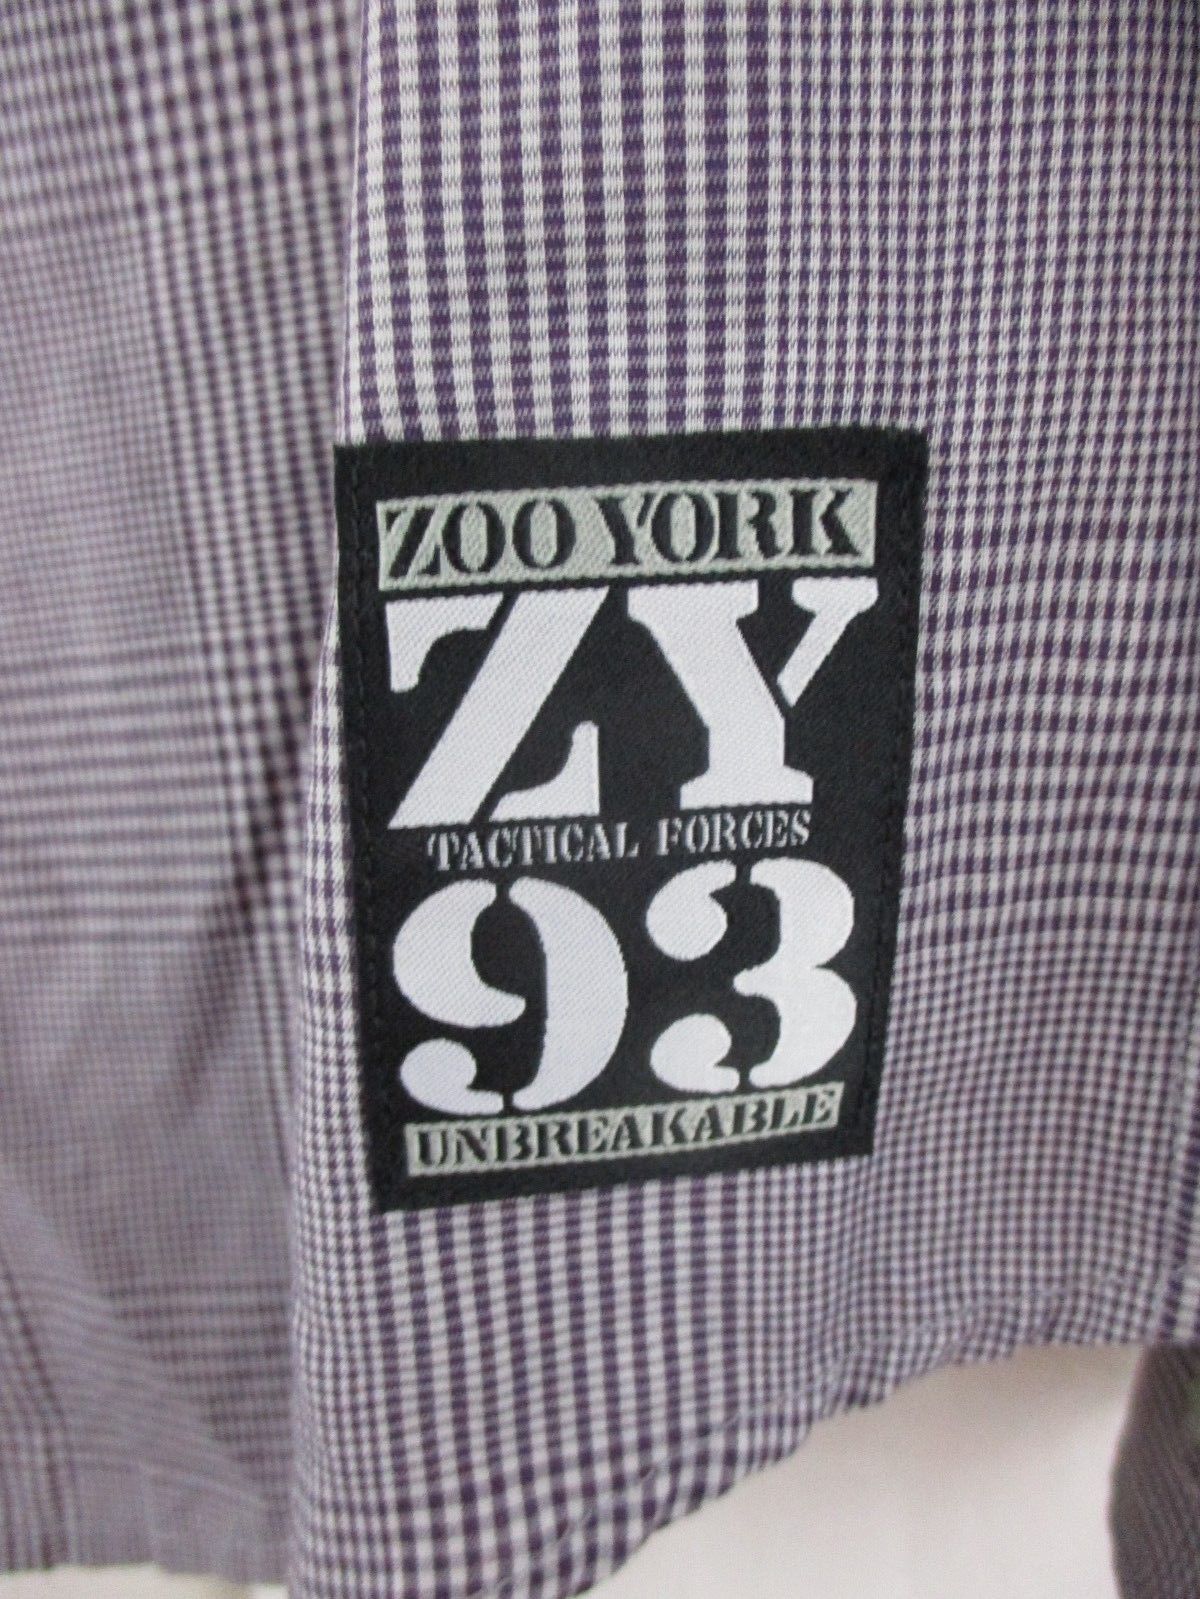 ZOO YORK
ZY
TACTICAL FORCES
93
UNBREAKABLE